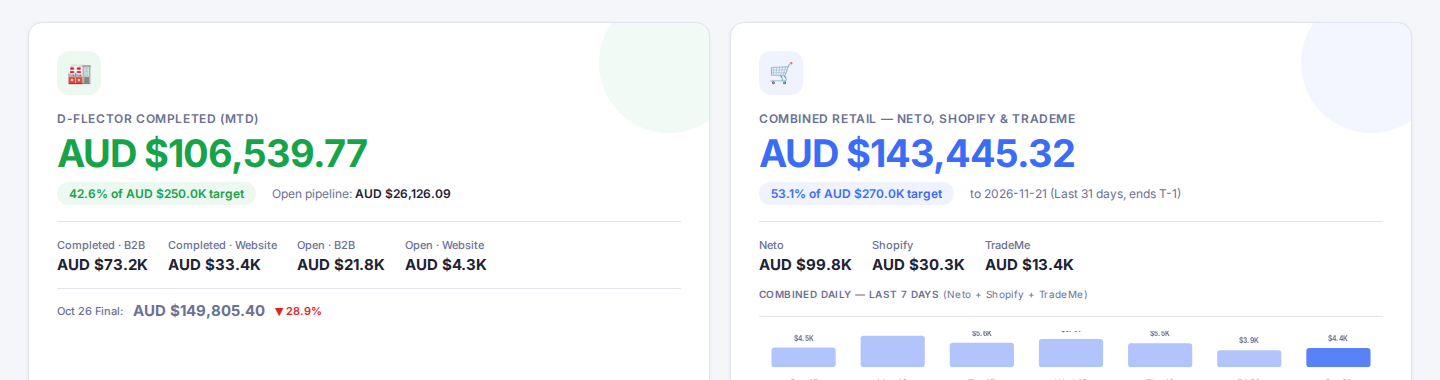 D-FLECTOR COMPLETED (MTD)
AUD $106,539.77
42.6% of AUD $250.0K target
Open pipeline: AUD $26,126.09
Completed · B2B
AUD $73.2K
Completed · Website
AUD $33.4K
Open · B2B
AUD $21.8K
Open · Website
AUD $4.3K
Oct 26 Final: AUD $149,805.40 ▼ 28.9%
COMBINED RETAIL — NETO, SHOPIFY & TRADEME
AUD $143,445.32
53.1% of AUD $270.0K target
to 2026-11-21 (Last 31 days, ends T-1)
Neto
AUD $99.8K
Shopify
AUD $30.3K
TradeMe
AUD $13.4K
COMBINED DAILY — LAST 7 DAYS (Neto + Shopify + TradeMe)
$4.5K
$5.6K
$5.5K
$3.9K
$4.4K